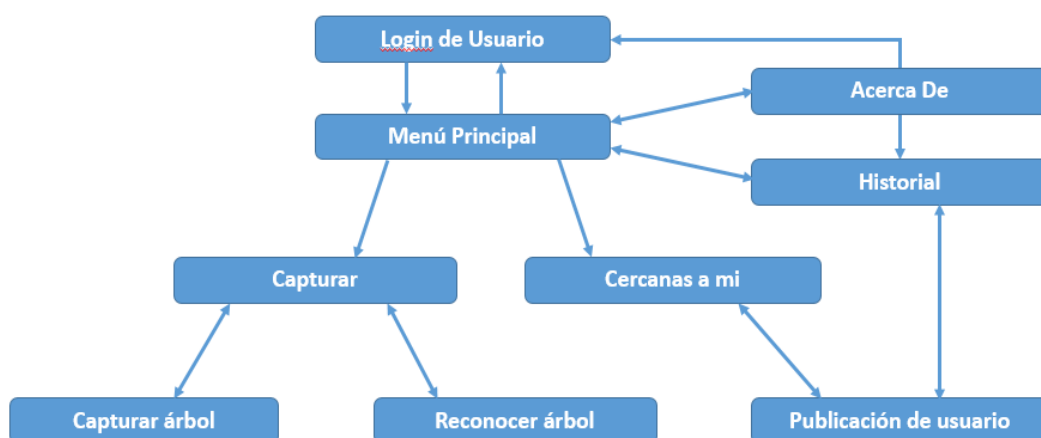 Login de Usuario
Acerca De
Menú Principal
Historial
Capturar
Cercanas a mi
Capturar árbol
Reconocer árbol
Publicación de usuario